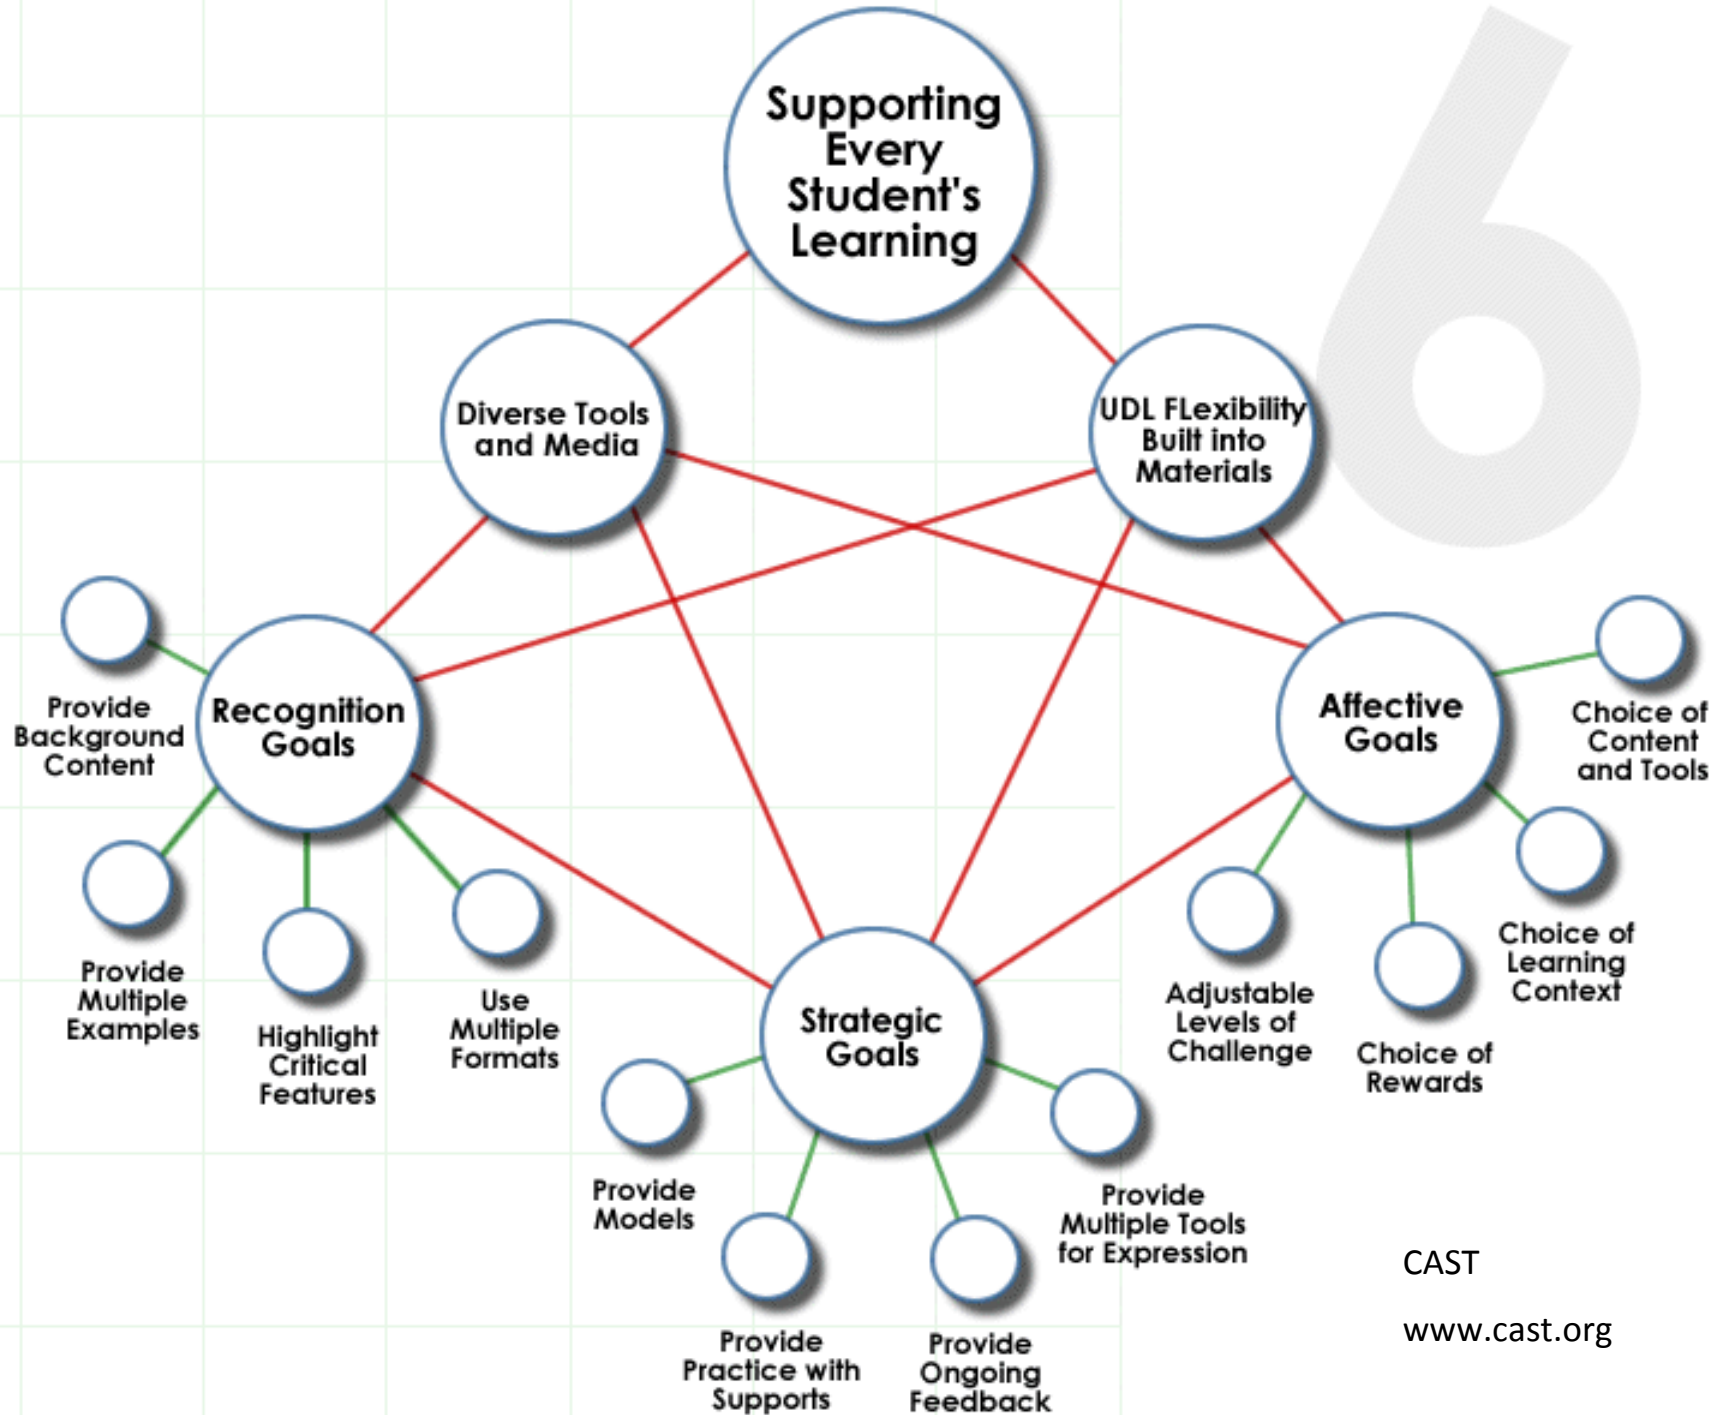 6
Supporting
Every
Student's
Learning
Diverse Tools
and Media
UDL FLexibility
Built into
Materials
Recognition
Goals
Affective
Goals
Strategic
Goals
Provide
Background
Content
Provide
Multiple
Examples
Highlight
Critical
Features
Use
Multiple
Formats
Provide
Models
Provide
Practice with
Supports
Provide
Ongoing
Feedback
Provide
Multiple Tools
for Expression
Adjustable
Levels of
Challenge
Choice of
Rewards
Choice of
Learning
Context
Choice of
Content
and Tools
CAST
www.cast.org